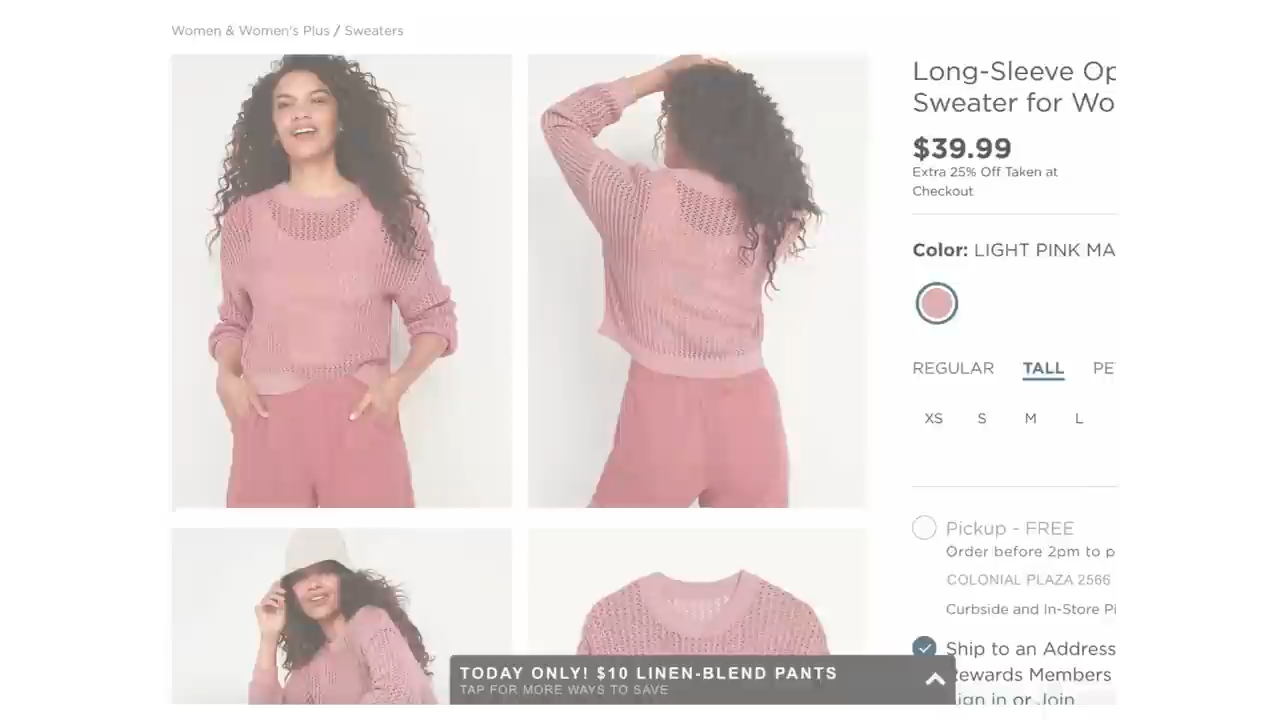 Women & Women's Plus / Sweaters
Long-Sleeve Op
Sweater for Wo
$39.99
Extra 25% Off Taken at
Checkout
Color: LIGHT PINK MA
REGULAR TALL PE
XS S M L
Pickup - FREE
Order before 2pm to p
COLONIAL PLAZA 2566
Curbside and In-Store Pi
Ship to an Address
Rewards Members
ign in or Join
TODAY ONLY! $10 LINEN-BLEND PANTS
TAP FOR MORE WAYS TO SAVE